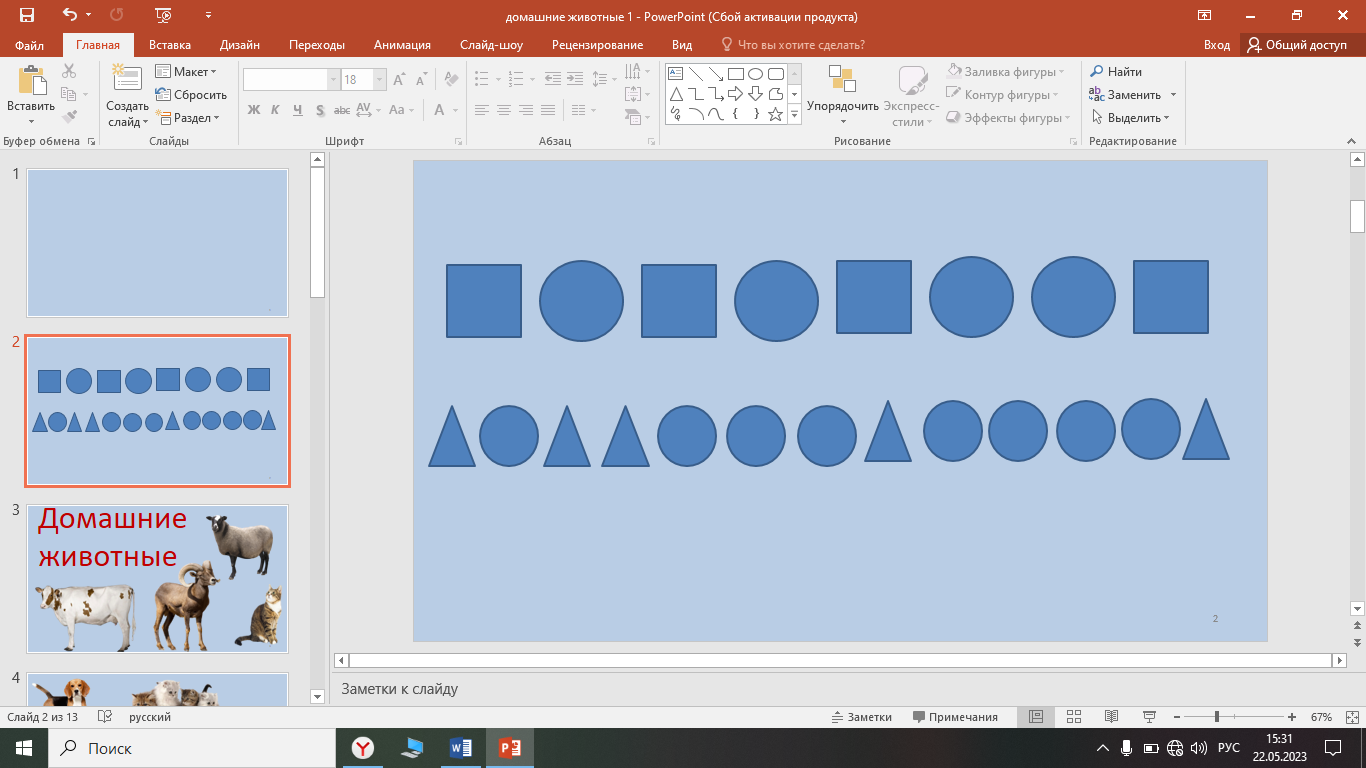 домашние животные 1 - PowerPoint (Сбой активации продукта)
Файл Главная Вставка Дизайн Переходы Анимация Слайд-шоу Рецензирование Вид Что вы хотите сделать? Вход Общий доступ
Вставить
Буфер обмена
Создать слайд
Макет
Сбросить
Раздел
Слайды
18
Ж К Ч S abc AV Aa A
Шрифт
Абзац
Рисование
Упорядочить
Экспресс-стили
Заливка фигуры
Контур фигуры
Эффекты фигуры
Найти
Заменить
Выделить
Редактирование
1
2
3
Домашние
животные
4
2
Заметки к слайду
Слайд 2 из 13 русский Заметки Примечания 67%
Поиск
РУС
15:31
22.05.2023